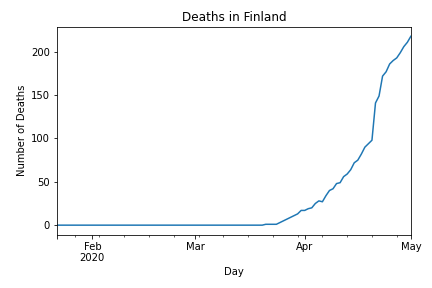 Deaths in Finland
Number of Deaths
200
150
100
50
0
Feb
2020
Mar
Apr
May
Day